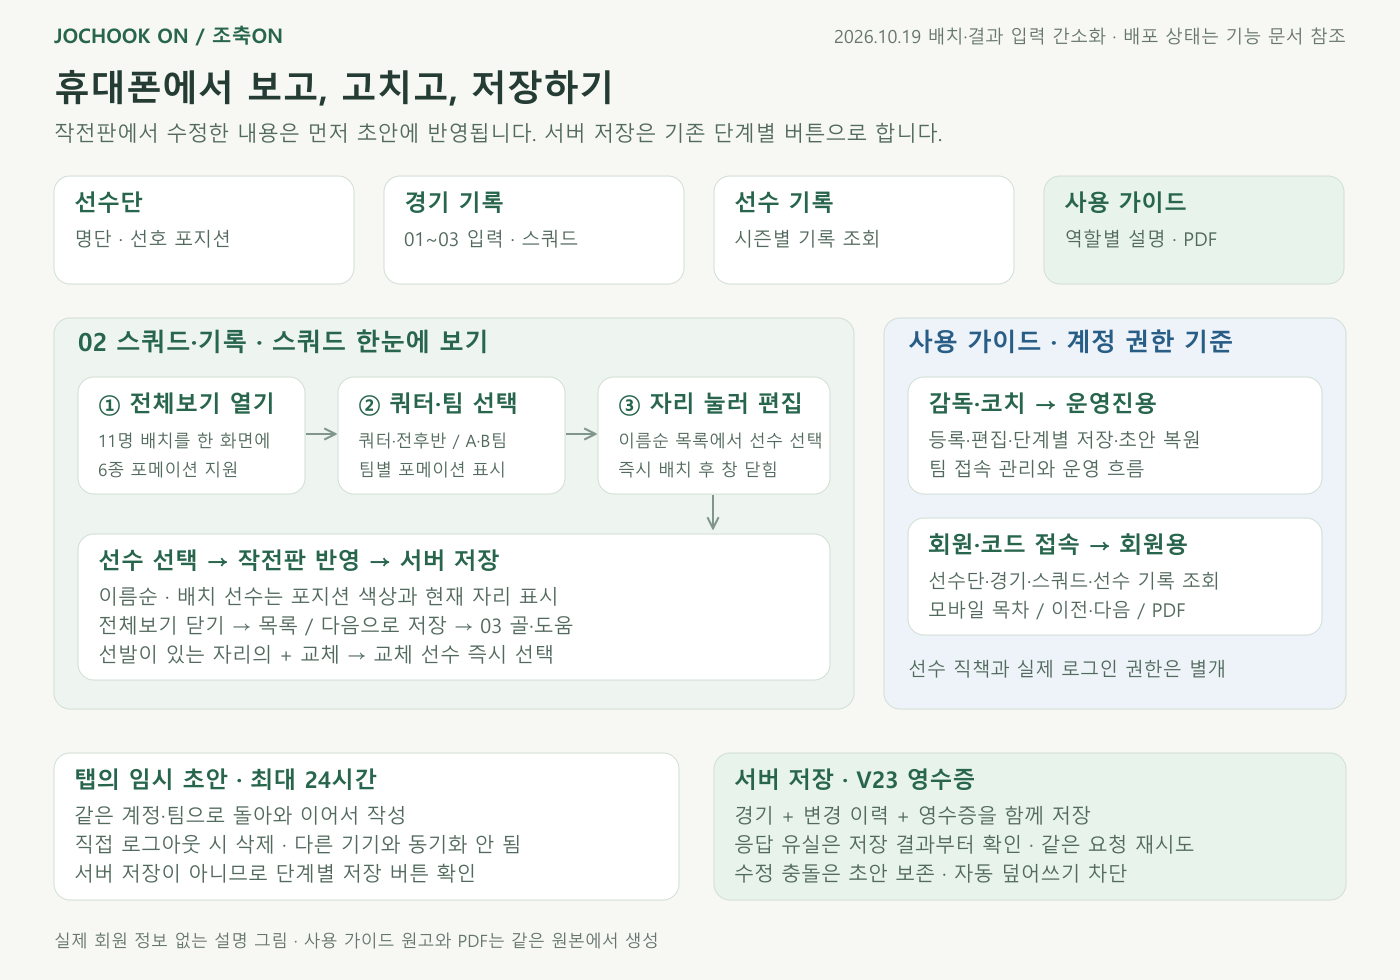 JOCHOOK ON / 조축ON
2026.10.19 배치·결과 입력 간소화 · 배포 상태는 기능 문서 참조
휴대폰에서 보고, 고치고, 저장하기
작전판에서 수정한 내용은 먼저 초안에 반영됩니다. 서버 저장은 기존 단계별 버튼으로 합니다.
선수단
명단 · 선호 포지션
경기 기록
01~03 입력 · 스쿼드
선수 기록
시즌별 기록 조회
사용 가이드
역할별 설명 · PDF
02 스쿼드·기록 · 스쿼드 한눈에 보기
① 전체보기 열기
11명 배치를 한 화면에
6종 포메이션 지원
② 쿼터·팀 선택
쿼터·전후반 / A·B팀
팀별 포메이션 표시
③ 자리 눌러 편집
이름순 목록에서 선수 선택
즉시 배치 후 창 닫힘
선수 선택 → 작전판 반영 → 서버 저장
이름순 · 배치 선수는 포지션 색상과 현재 자리 표시
전체보기 닫기 → 목록 / 다음으로 저장 → 03 골·도움
선발이 있는 자리의 + 교체 → 교체 선수 즉시 선택
사용 가이드 · 계정 권한 기준
감독·코치 → 운영진용
등록·편집·단계별 저장·초안 복원
팀 접속 관리와 운영 흐름
회원·코드 접속 → 회원용
선수단·경기·스쿼드·선수 기록 조회
모바일 목차 / 이전·다음 / PDF
선수 직책과 실제 로그인 권한은 별개
탭의 임시 초안 · 최대 24시간
같은 계정·팀으로 돌아와 이어서 작성
직접 로그아웃 시 삭제 · 다른 기기와 동기화 안 됨
서버 저장이 아니므로 단계별 저장 버튼 확인
서버 저장 · V23 영수증
경기 + 변경 이력 + 영수증을 함께 저장
응답 유실은 저장 결과부터 확인 · 같은 요청 재시도
수정 충돌은 초안 보존 · 자동 덮어쓰기 차단
실제 회원 정보 없는 설명 그림 · 사용 가이드 원고와 PDF는 같은 원본에서 생성